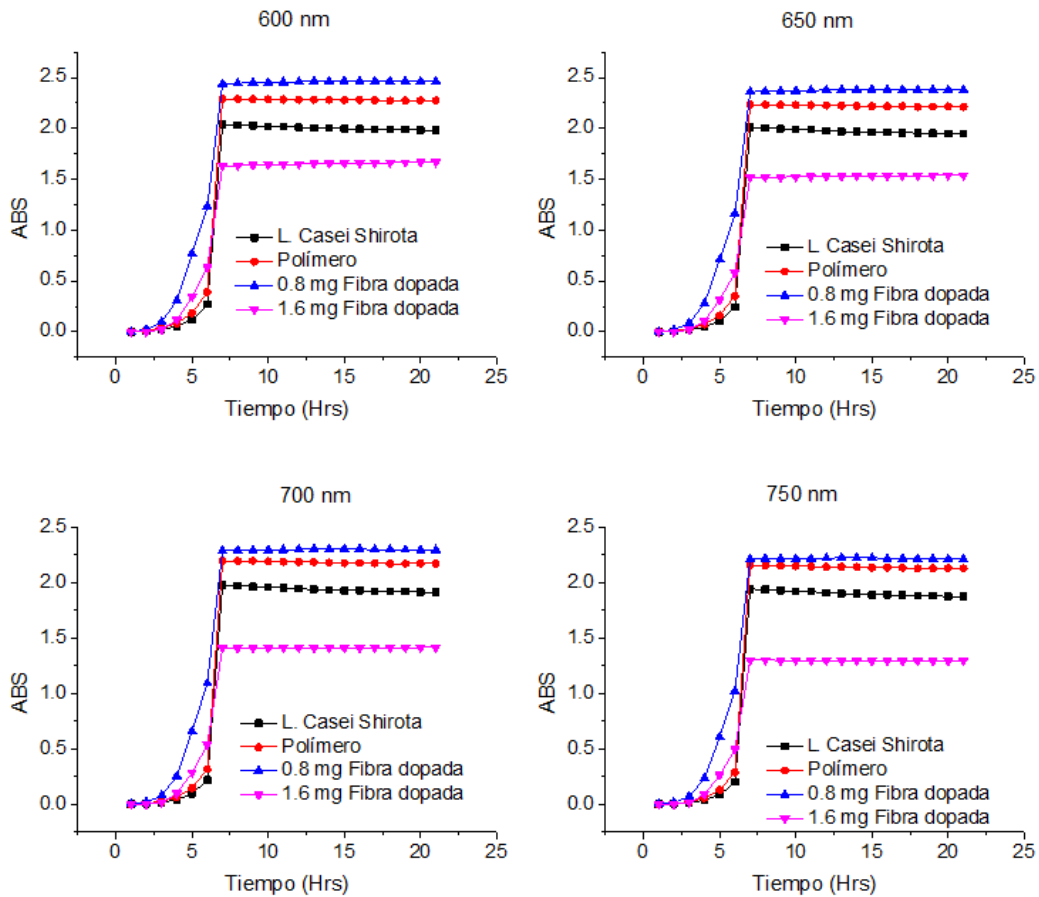 600 nm
2.5
2.0
1.5
1.0
0.5
0.0
ABS
L. Casei Shirota
Polímero
0.8 mg Fibra dopada
1.6 mg Fibra dopada
0 5 10 15 20 25
Tiempo (Hrs)
650 nm
2.5
2.0
1.5
1.0
0.5
0.0
ABS
L. Casei Shirota
Polímero
0.8 mg Fibra dopada
1.6 mg Fibra dopada
0 5 10 15 20 25
Tiempo (Hrs)
700 nm
2.5
2.0
1.5
1.0
0.5
0.0
ABS
L. Casei Shirota
Polímero
0.8 mg Fibra dopada
1.6 mg Fibra dopada
0 5 10 15 20 25
Tiempo (Hrs)
750 nm
2.5
2.0
1.5
1.0
0.5
0.0
ABS
L Casei Shirota
Polímero
0.8 mg Fibra dopada
1.6 mg Fibra dopada
0 5 10 15 20 25
Tiempo (Hrs)